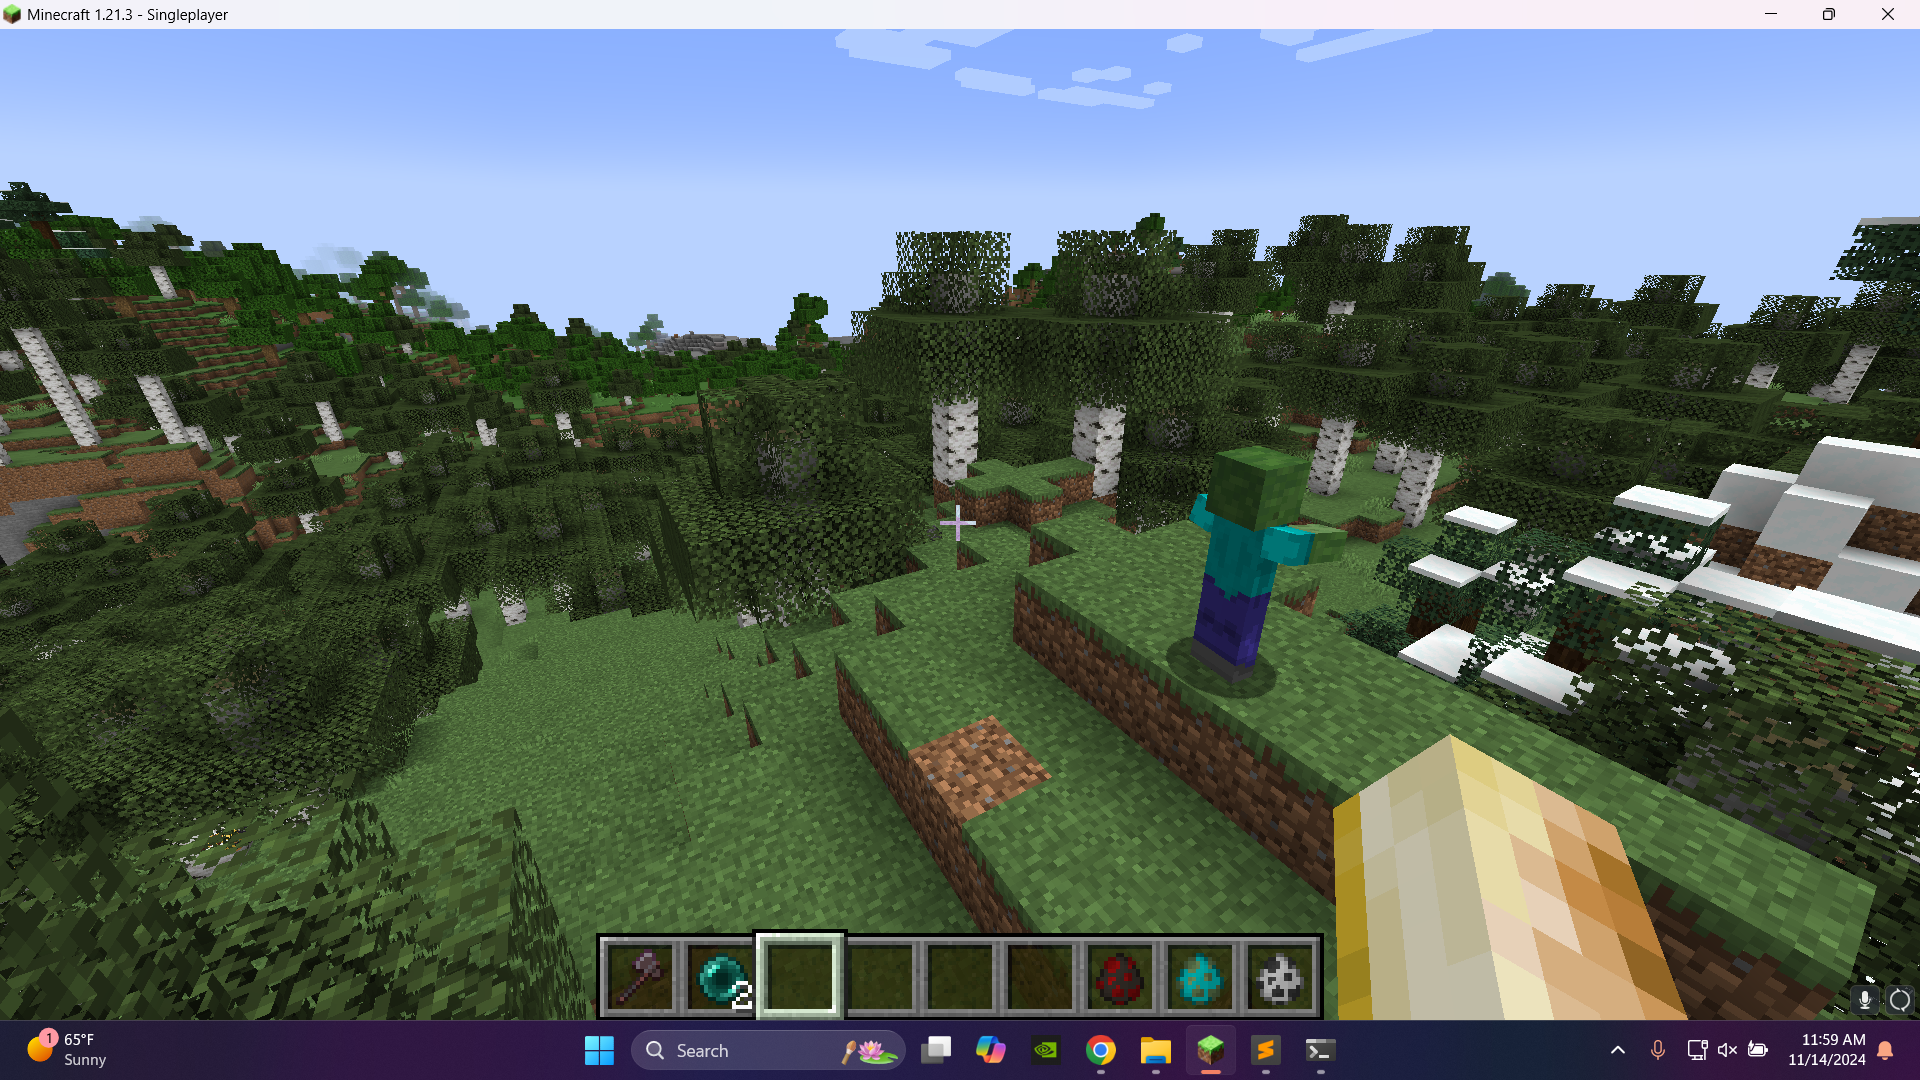 Minecraft 1.21.3 - Singleplayer
2
1
65°F
Sunny
Search
11:59 AM
11/14/2024